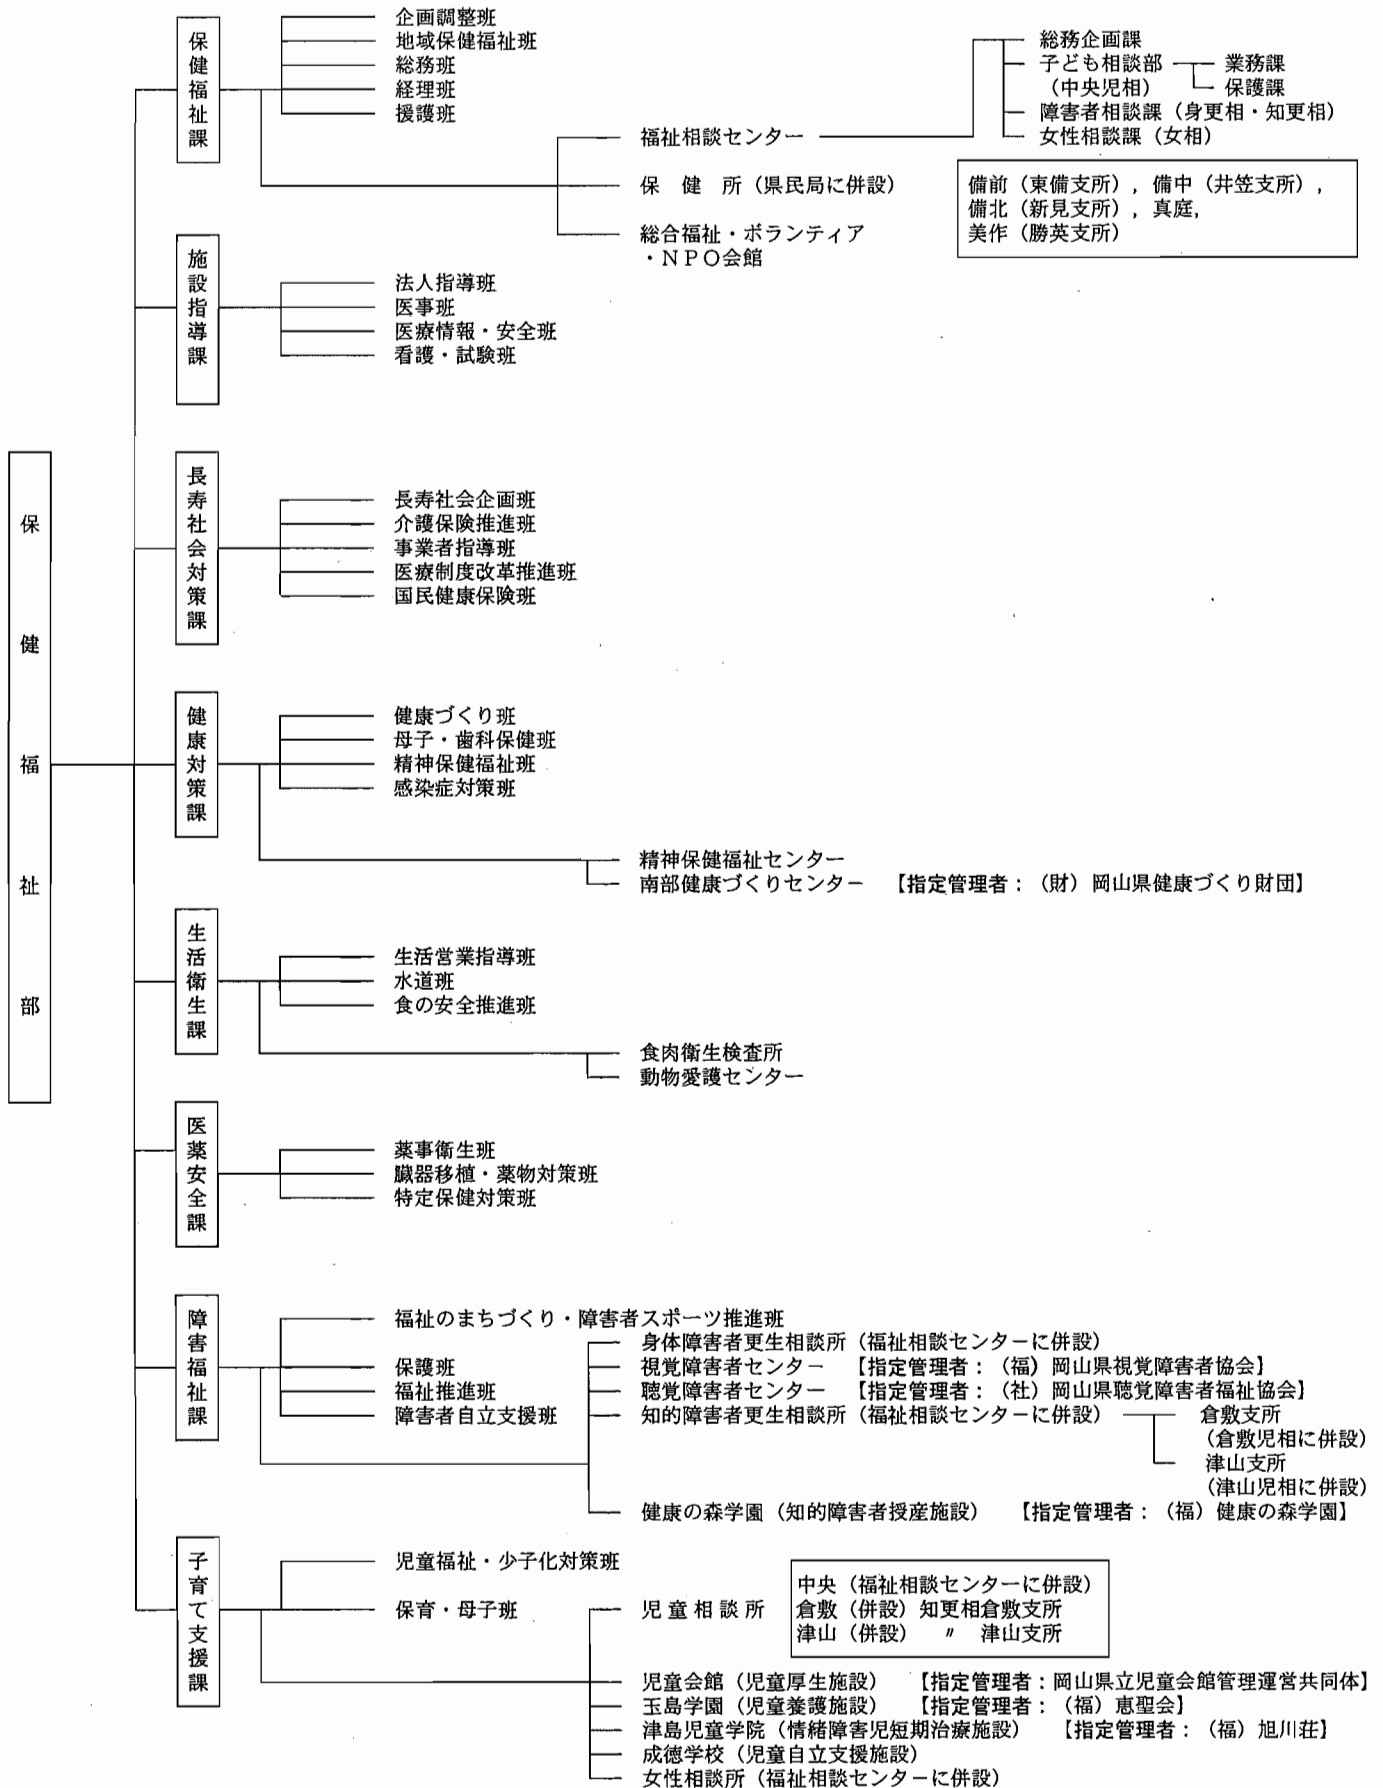 保健福祉部
保健福祉課
企画調整班
地域保健福祉班
総務班
経理班
援護班
福祉相談センター
総務企画課
子ども相談部
(中央児相)
業務課
保護課
障害者相談課(身更相・知更相)
女性相談課(女相)
保 健 所(県民局に併設)
備前(東備支所),備中(井笠支所),
備北(新見支所),真庭,
美作(勝英支所)
総合福祉・ボランティア
・NPO会館
施設指導課
法人指導班
医事班
医療情報・安全班
看護・試験班
長寿社会対策課
長寿社会企画班
介護保険推進班
事業者指導班
医療制度改革推進班
国民健康保険班
健康対策課
健康づくり班
母子・歯科保健班
精神保健福祉班
感染症対策班
精神保健福祉センター
南部健康づくりセンター 【指定管理者:(財)岡山県健康づくり財団】
生活衛生課
生活営業指導班
水道班
食の安全推進班
食肉衛生検査所
動物愛護センター
医薬安全課
薬事衛生班
臓器移植・薬物対策班
特定保健対策班
障害福祉課
福祉のまちづくり・障害者スポーツ推進班
保護班
福祉推進班
障害者自立支援班
身体障害者更生相談所(福祉相談センターに併設)
視覚障害者センター 【指定管理者:(福)岡山県視覚障害者協会】
聴覚障害者センター 【指定管理者:(社)岡山県聴覚障害者福祉協会】
知的障害者更生相談所(福祉相談センターに併設)
倉敷支所
(倉敷児相に併設)
津山支所
(津山児相に併設)
健康の森学園(知的障害者授産施設) 【指定管理者:(福)健康の森学園】
子育て支援課
児童福祉・少子化対策班
保育・母子班
児童相談所
中央(福祉相談センターに併設)
倉敷(併設)知更相倉敷支所
津山(併設) 〃 津山支所
児童会館(児童厚生施設) 【指定管理者:岡山県立児童会館管理運営共同体】
玉島学園(児童養護施設) 【指定管理者:(福)恵聖会】
津島児童学院(情緒障害児短期治療施設) 【指定管理者:(福)旭川荘】
成徳学校(児童自立支援施設)
女性相談所(福祉相談センターに併設)